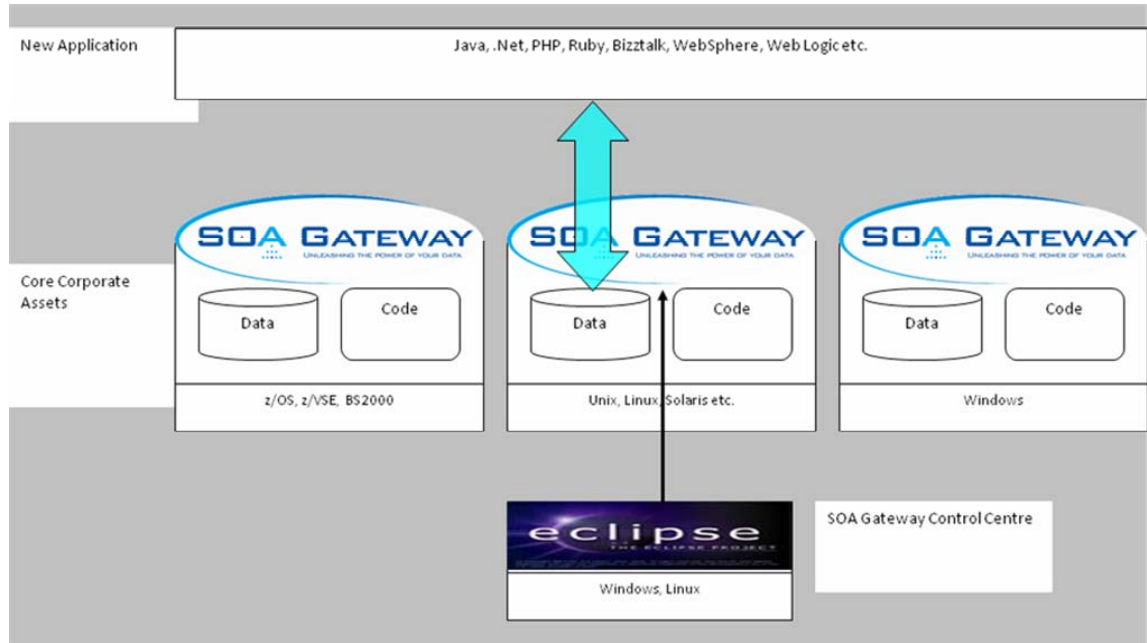 New Application
Java, .Net, PHP, Ruby, Bizztalk, WebSphere, Web Logic etc.
SOA GATEWAY
UNLEASHING THE POWER OF YOUR DATA
SOA GATEWAY
UNLEASHING THE POWER OF YOUR DATA
SOA GATEWAY
UNLEASHING THE POWER OF YOUR DATA
Core Corporate
Assets
Data
Code
Data
Code
Data
Code
z/OS, z/VSE, BS2000
Unix, Linux, Solaris etc.
Windows
eclipse
THE ECLIPSE PROJECT
SOA Gateway Control Centre
Windows, Linux